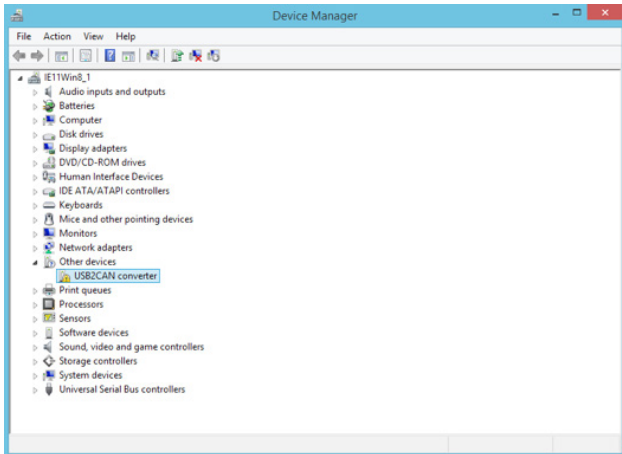 Device Manager
File Action View Help
IE11Win8_1
Audio inputs and outputs
Batteries
Computer
Disk drives
Display adapters
DVD/CD-ROM drives
Human Interface Devices
IDE ATA/ATAPI controllers
Keyboards
Mice and other pointing devices
Monitors
Network adapters
Other devices
USB2CAN converter
Print queues
Processors
Sensors
Software devices
Sound, video and game controllers
Storage controllers
System devices
Universal Serial Bus controllers